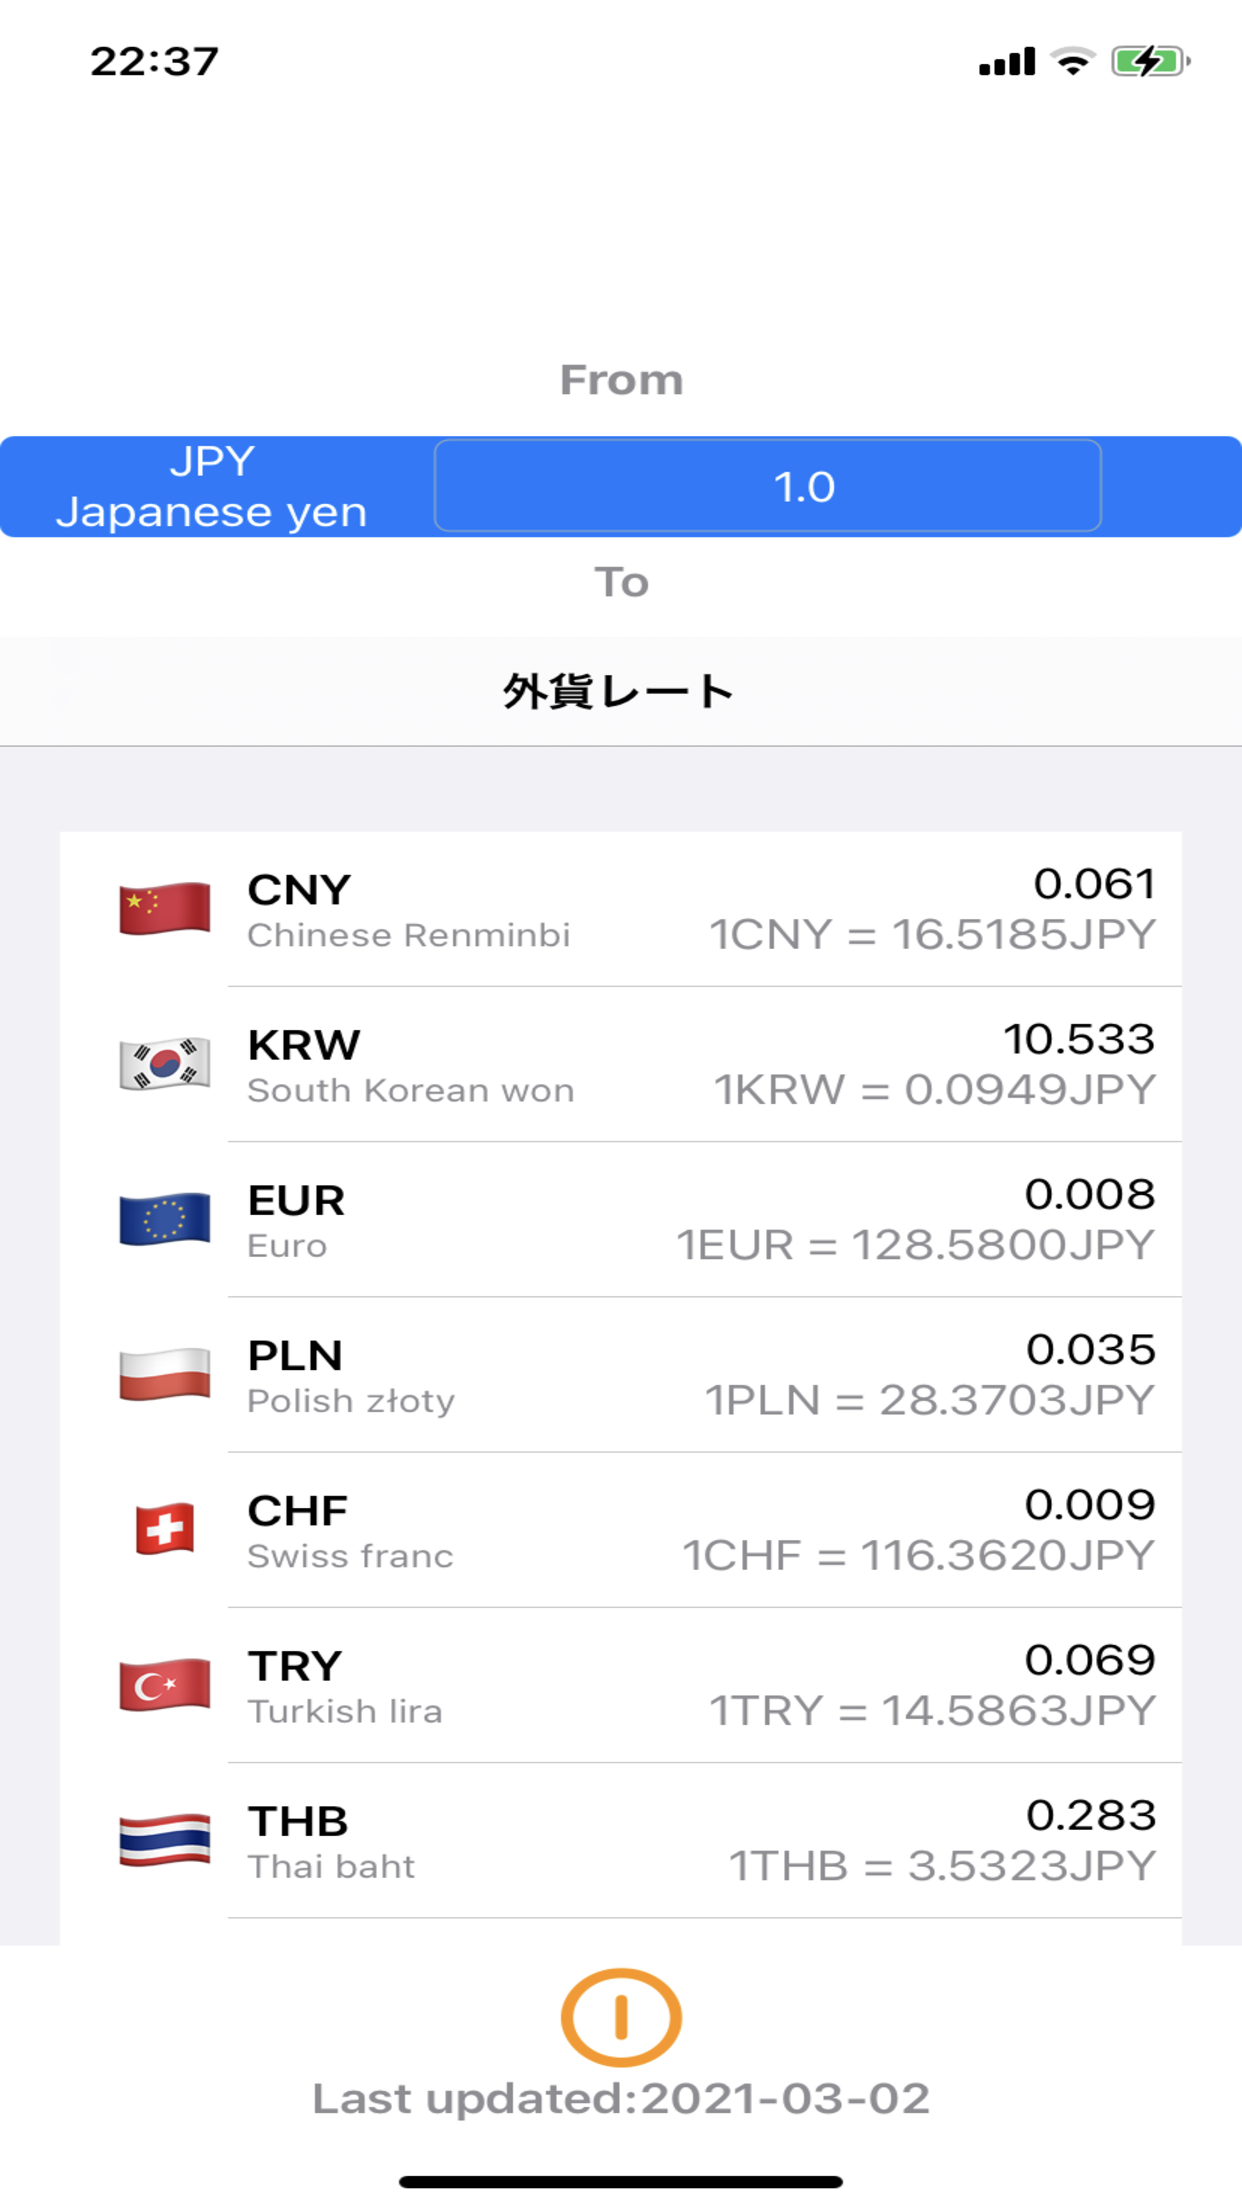 22:37
From
JPY
Japanese yen
1.0
To
外貨レート
CNY
Chinese Renminbi
0.061
1CNY = 16.5185JPY
KRW
South Korean won
10.533
1KRW = 0.0949JPY
EUR
Euro
0.008
1EUR = 128.5800JPY
PLN
Polish złoty
0.035
1PLN = 28.3703JPY
CHF
Swiss franc
0.009
1CHF = 116.3620JPY
TRY
Turkish lira
0.069
1TRY = 14.5863JPY
THB
Thai baht
0.283
1THB = 3.5323JPY
Last updated:2021-03-02